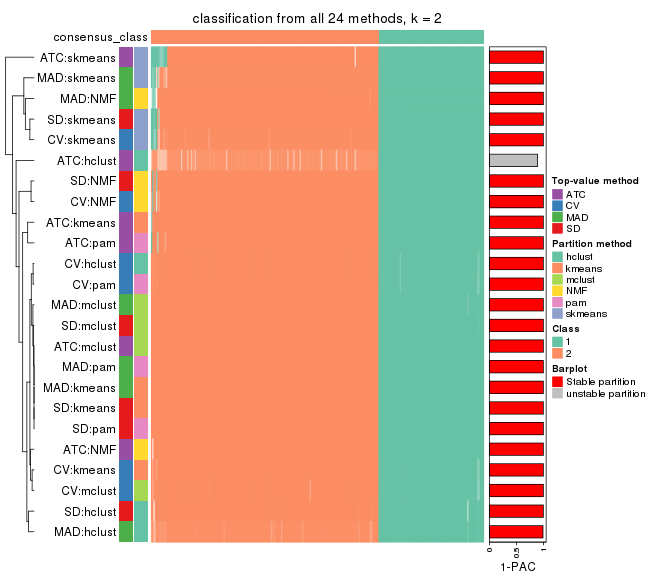 classification from all 24 methods, k = 2
consensus_class
ATC:skmeans
MAD:skmeans
MAD:NMF
SD:skmeans
CV:skmeans
ATC:hclust
SD:NMF
CV:NMF
ATC:kmeans
ATC:pam
CV:hclust
CV:pam
MAD:mclust
SD:mclust
ATC:mclust
MAD:pam
MAD:kmeans
SD:kmeans
SD:pam
ATC:NMF
CV:kmeans
CV:mclust
SD:hclust
MAD:hclust
0
0.5
1
1-PAC
Top-value method
ATC
CV
MAD
SD
Partition method
hclust
kmeans
mclust
NMF
pam
skmeans
Class
1
2
Barplot
Stable partition
unstable partition